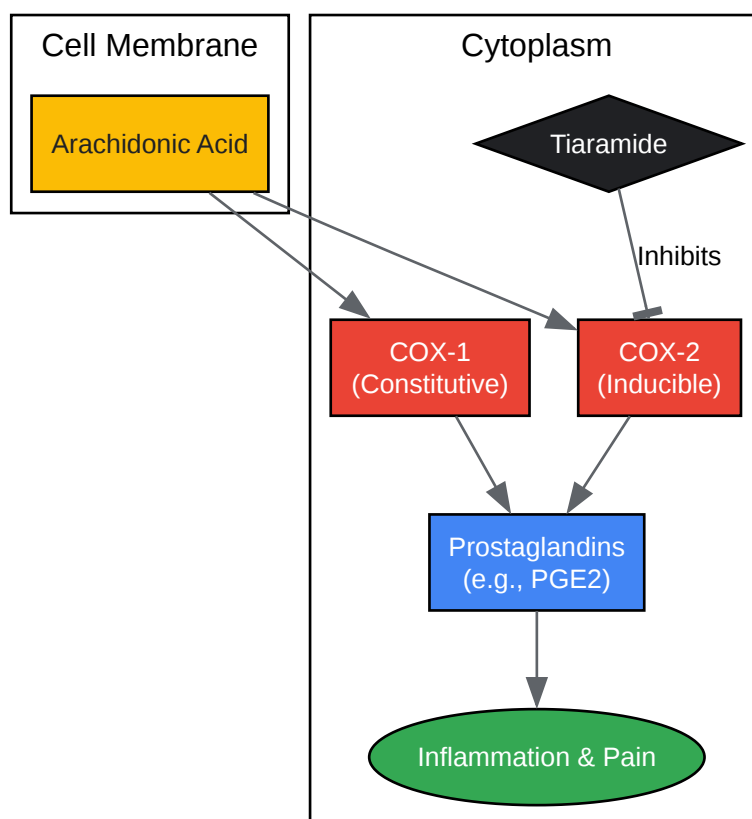 Cell Membrane
Cytoplasm
Arachidonic Acid
Tiaramide
Inhibits
COX-1
(Constitutive)
COX-2
(Inducible)
Prostaglandins
(e.g., PGE2)
Inflammation & Pain